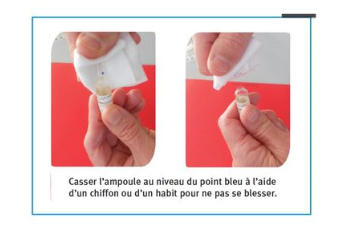 Casser l'ampoule au niveau du point bleu à l'aide
d'un chiffon ou d'un habit pour ne pas se blesser.